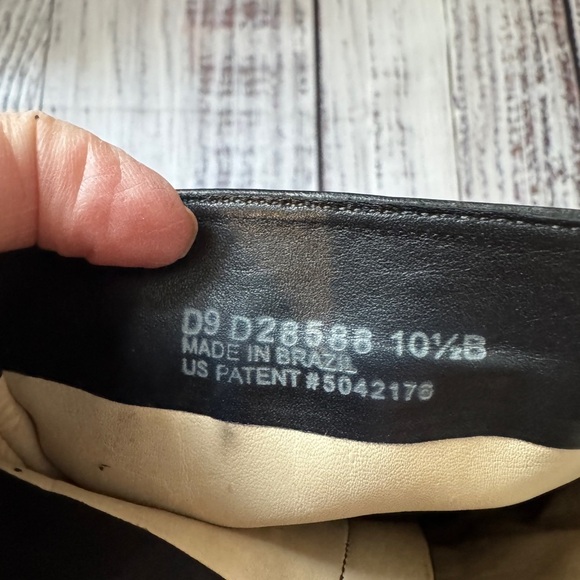 D9 D28588 10½B
MADE IN BRAZIL
US PATENT #5042176